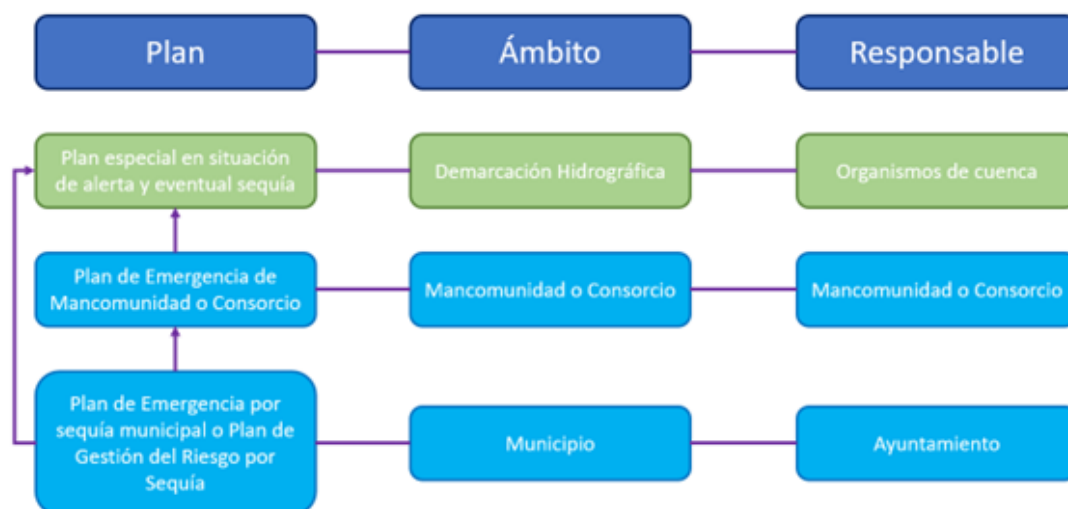 Plan
Ámbito
Responsable
Plan especial en situación
de alerta y eventual sequía
Demarcación Hidrográfica
Organismos de cuenca
Plan de Emergencia de
Mancomunidad o Consorcio
Mancomunidad o Consorcio
Mancomunidad o Consorcio
Plan de Emergencia por
sequía municipal o Plan de
Gestión del Riesgo por
Sequía
Municipio
Ayuntamiento